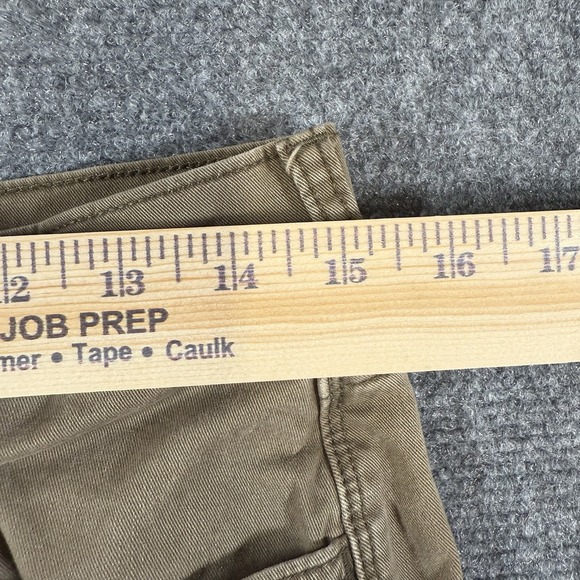 12 13 14 15 16 17
JOB PREP
mer • Tape • Caulk